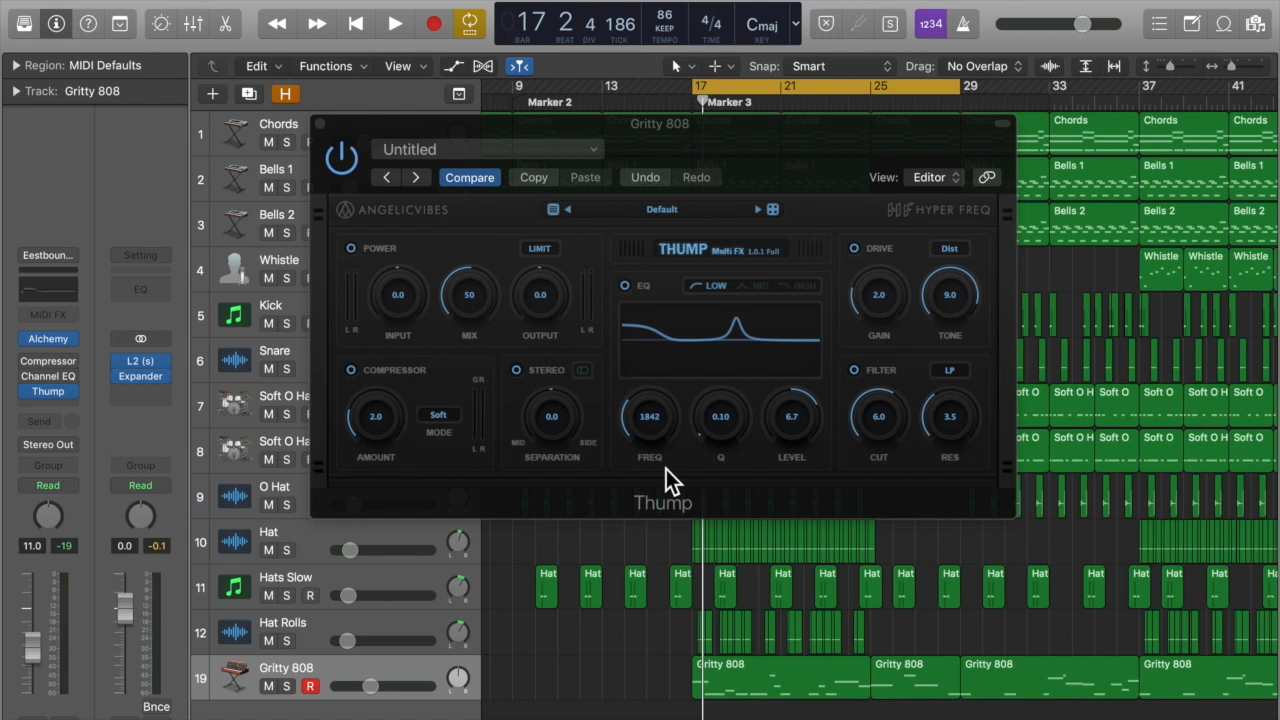 17 2 4 186
BAR BEAT DIV TICK
86
KEEP
TEMPO
4/4
TIME
Cmaj
KEY
S
1234
Region: MIDI Defaults
Track: Gritty 808
Edit
Functions
View
Snap: Smart
Drag: No Overlap
H
9 13 17 21 25 29 33 37 41
Marker 2
Marker 3
1 Chords
M S
2 Bells 1
M S
3 Bells 2
M S
4 Whistle
M S
5 Kick
M S
6 Snare
M S
7 Soft O Ha
M S
8 Soft O Ha
M S
9 O Hat
M S
10 Hat
M S
11 Hats Slow
M S R
12 Hat Rolls
M S
19 Gritty 808
M S R
Gritty 808
Untitled
Compare
Copy
Paste
Undo
Redo
View: Editor
ANGELICVIBES
Default
HYPER FREQ
POWER
LIMIT
0.0 50 0.0
L R
INPUT MIX OUTPUT
L R
THUMP Multi FX 1.0.1 Full
EQ
LOW MID HIGH
1842 0.10 6.7
FREQ Q LEVEL
DRIVE
Dist
2.0 9.0
GAIN TONE
COMPRESSOR
GR
2.0
Soft
MODE
AMOUNT
L R
STEREO
0.0
MID SIDE
SEPARATION
FILTER
LP
6.0 3.5
CUT RES
Thump
Eestboun...
Setting
EQ
MIDI FX
Alchemy
Compressor
Channel EQ
Thump
L2 (s)
Expander
Send
Stereo Out
Group
Group
Read
Read
11.0 -19
0.0 -0.1
Bnce
Chords Chords Chords
Bells 1 Bells 1 Bells 1
Bells 2 Bells 2 Bells 2
Whistle Whistle Whistle
Hat Hat Hat Hat Hat Hat Hat Hat Hat Hat Hat Hat Hat Hat Hat Hat Hat
Gritty 808 Gritty 808 Gritty 808 Gritty 808